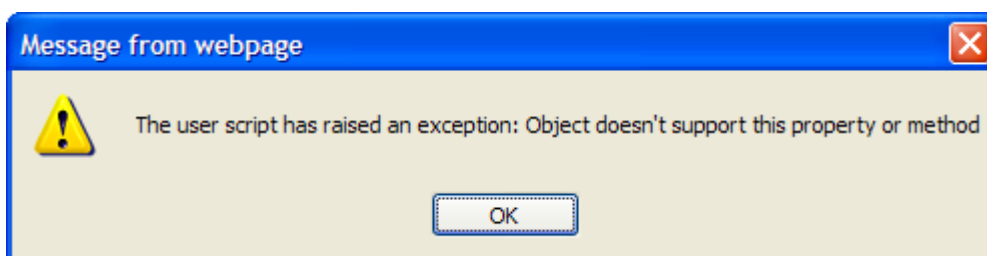 Message from webpage
The user script has raised an exception: Object doesn't support this property or method
OK